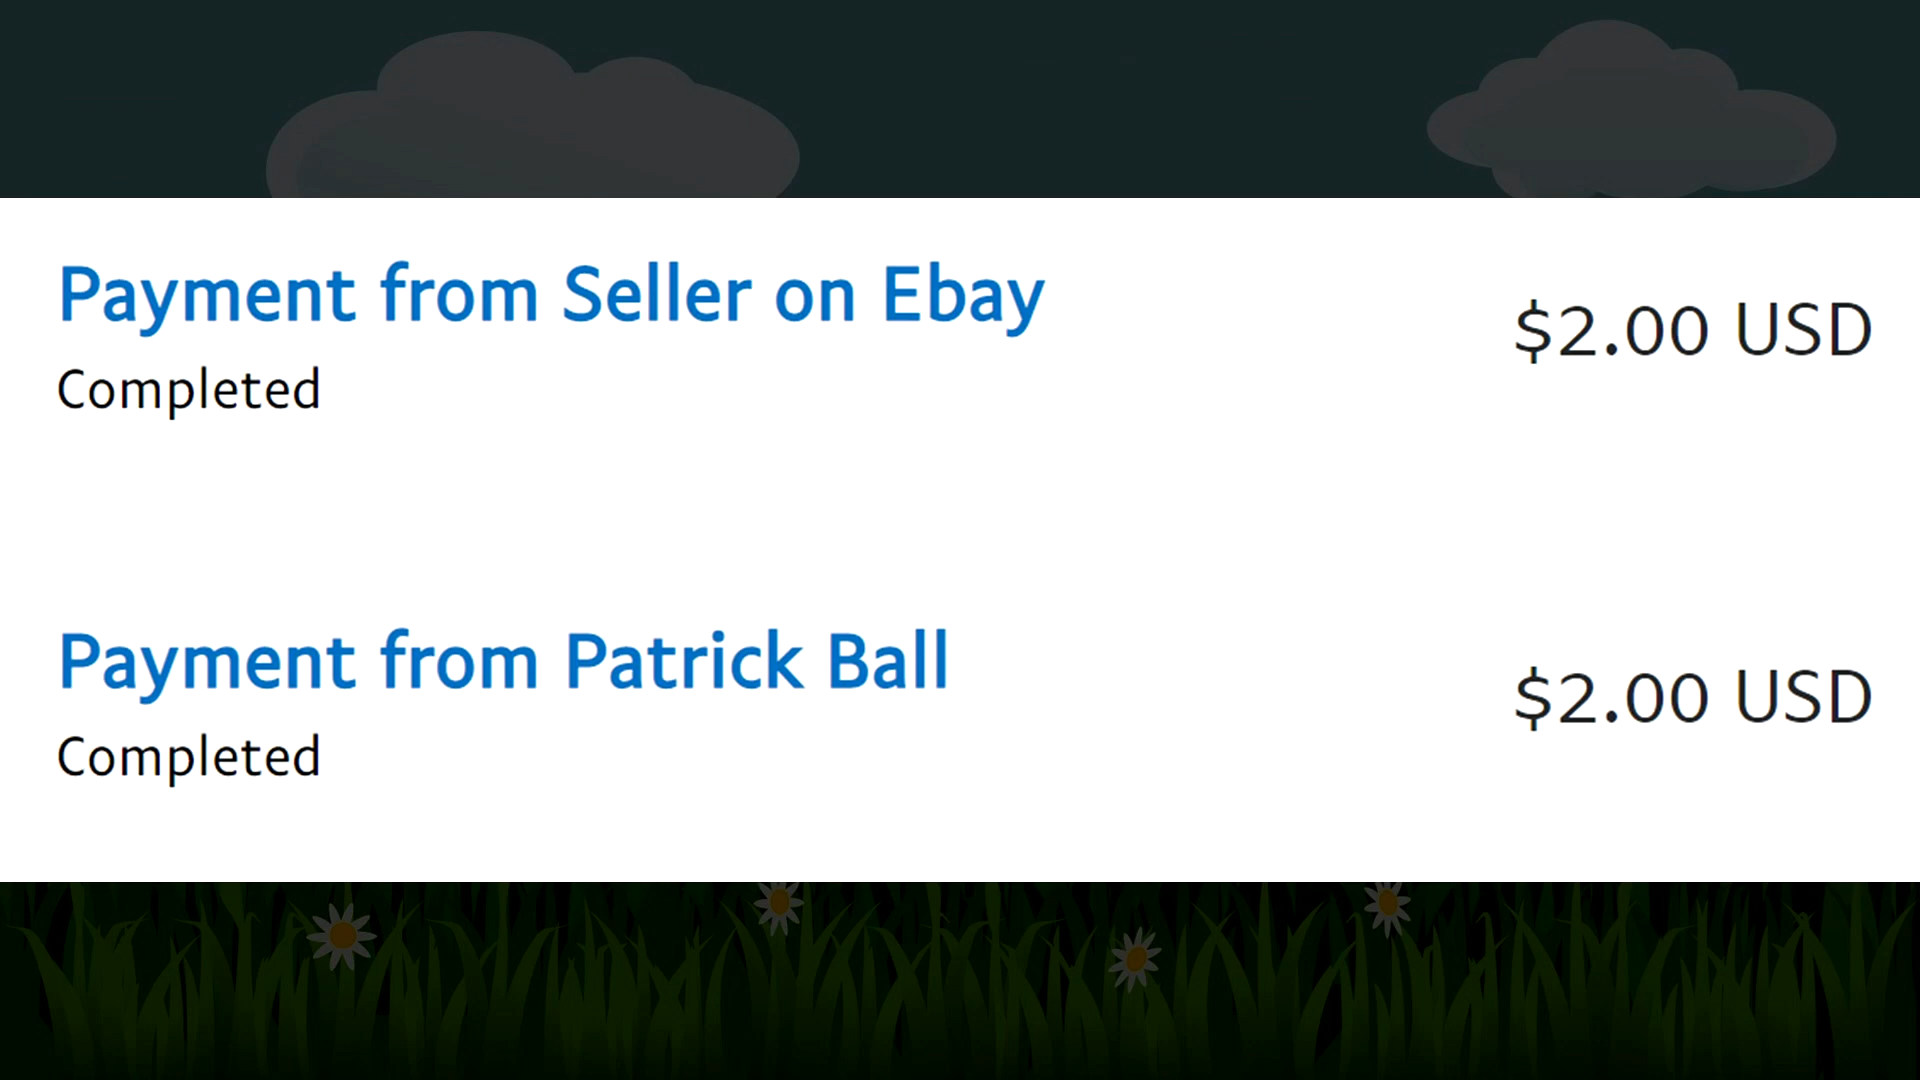 Payment from Seller on Ebay
$2.00 USD
Completed
Payment from Patrick Ball
$2.00 USD
Completed